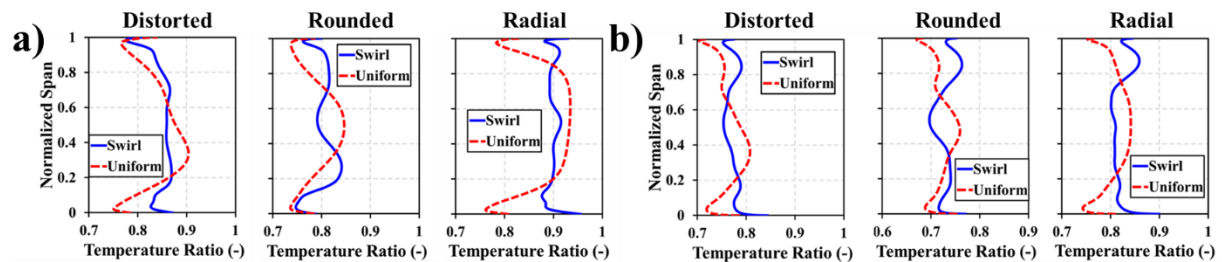 a)
Distorted
Rounded
Radial
b)
Distorted
Rounded
Radial
Normalized Span
1
0.8
0.6
0.4
0.2
0
Swirl
Uniform
0.7 0.8 0.9 1
Temperature Ratio (-)
Swirl
Uniform
0.7 0.8 0.9 1
Temperature Ratio (-)
Swirl
Uniform
0.7 0.8 0.9 1
Temperature Ratio (-)
Normalized Span
1
0.8
0.6
0.4
0.2
0
Swirl
Uniform
0.7 0.8 0.9 1
Temperature Ratio (-)
Swirl
Uniform
0.6 0.7 0.8 0.9
Temperature Ratio (-)
Swirl
Uniform
0.7 0.8 0.9 1
Temperature Ratio (-)